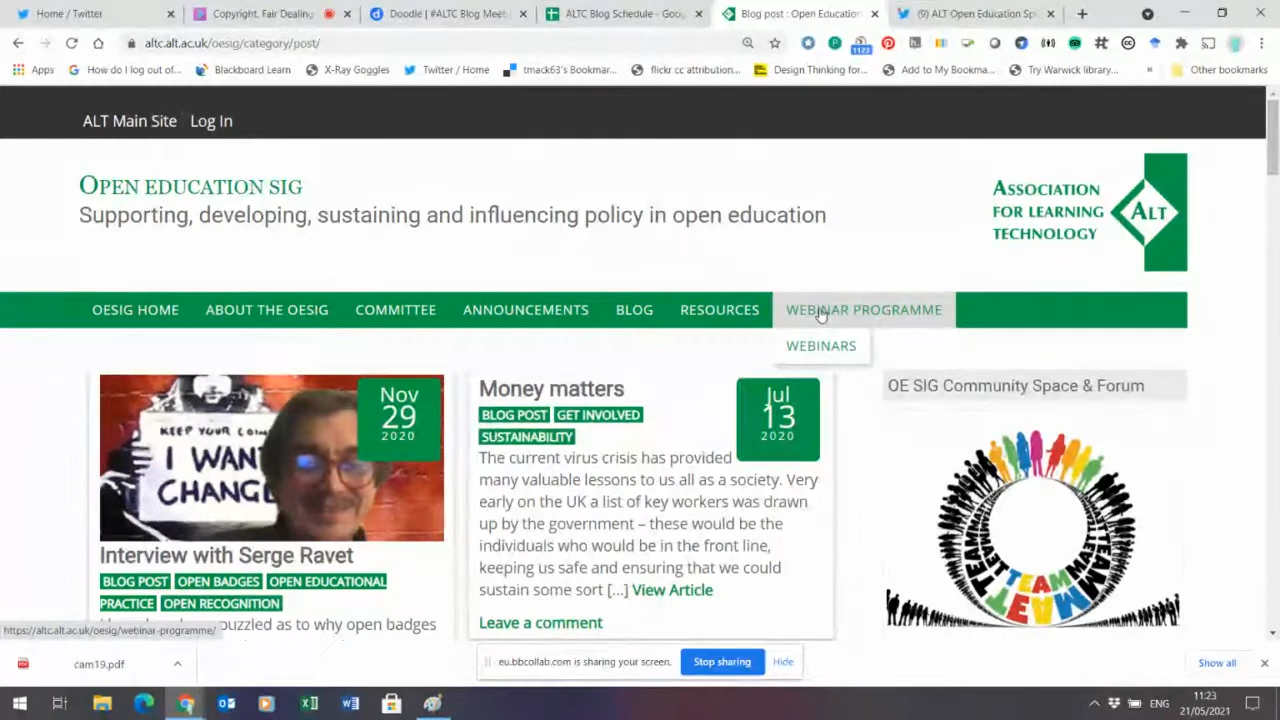 Home / Twitter
Copyright, Fair Dealing
Doodle | #ALTC Blog Meet
ALTC Blog Schedule - Goog
Blog post : Open Education
(9) ALT Open Education Sp
altc.alt.ac.uk/oesig/category/post/
1123
Apps
How do I log out of...
Blackboard Learn
X-Ray Goggles
Twitter / Home
tmack63's Bookmar...
flickr cc attribution...
Design Thinking for...
Add to My Bookma...
Try Warwick library...
»
Other bookmarks
ALT Main Site Log In
OPEN EDUCATION SIG
Supporting, developing, sustaining and influencing policy in open education
ASSOCIATION
FOR LEARNING
TECHNOLOGY
ALT
OESIG HOME ABOUT THE OESIG COMMITTEE ANNOUNCEMENTS BLOG RESOURCES WEBINAR PROGRAMME
WEBINARS
KEEP YOUR
I WAN
CHANGE
Nov
29
2020
Interview with Serge Ravet
BLOG POST OPEN BADGES OPEN EDUCATIONAL
PRACTICE OPEN RECOGNITION
puzzled as to why open badges
Money matters
Jul
13
2020
BLOG POST GET INVOLVED
SUSTAINABILITY
The current virus crisis has provided
many valuable lessons to us all as a society. Very
early on the UK a list of key workers was drawn
up by the government – these would be the
individuals who would be in the front line,
keeping us safe and ensuring that we could
sustain some sort [...] View Article
Leave a comment
OE SIG Community Space & Forum
TEAM
https://altc.alt.ac.uk/oesig/webinar-programme/
cam19.pdf
eu.bbcollab.com is sharing your screen.
Stop sharing
Hide
Show all
ENG
11:23
21/05/2021